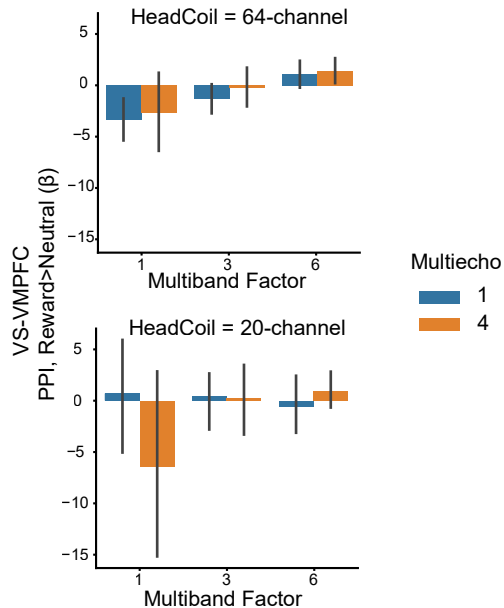 HeadCoil = 64-channel
5
0
−5
−10
−15
1 3 6
Multiband Factor
VS-VMPFC
PPI, Reward>Neutral (β)
Multiecho
1
4
HeadCoil = 20-channel
5
0
−5
−10
−15
1 3 6
Multiband Factor